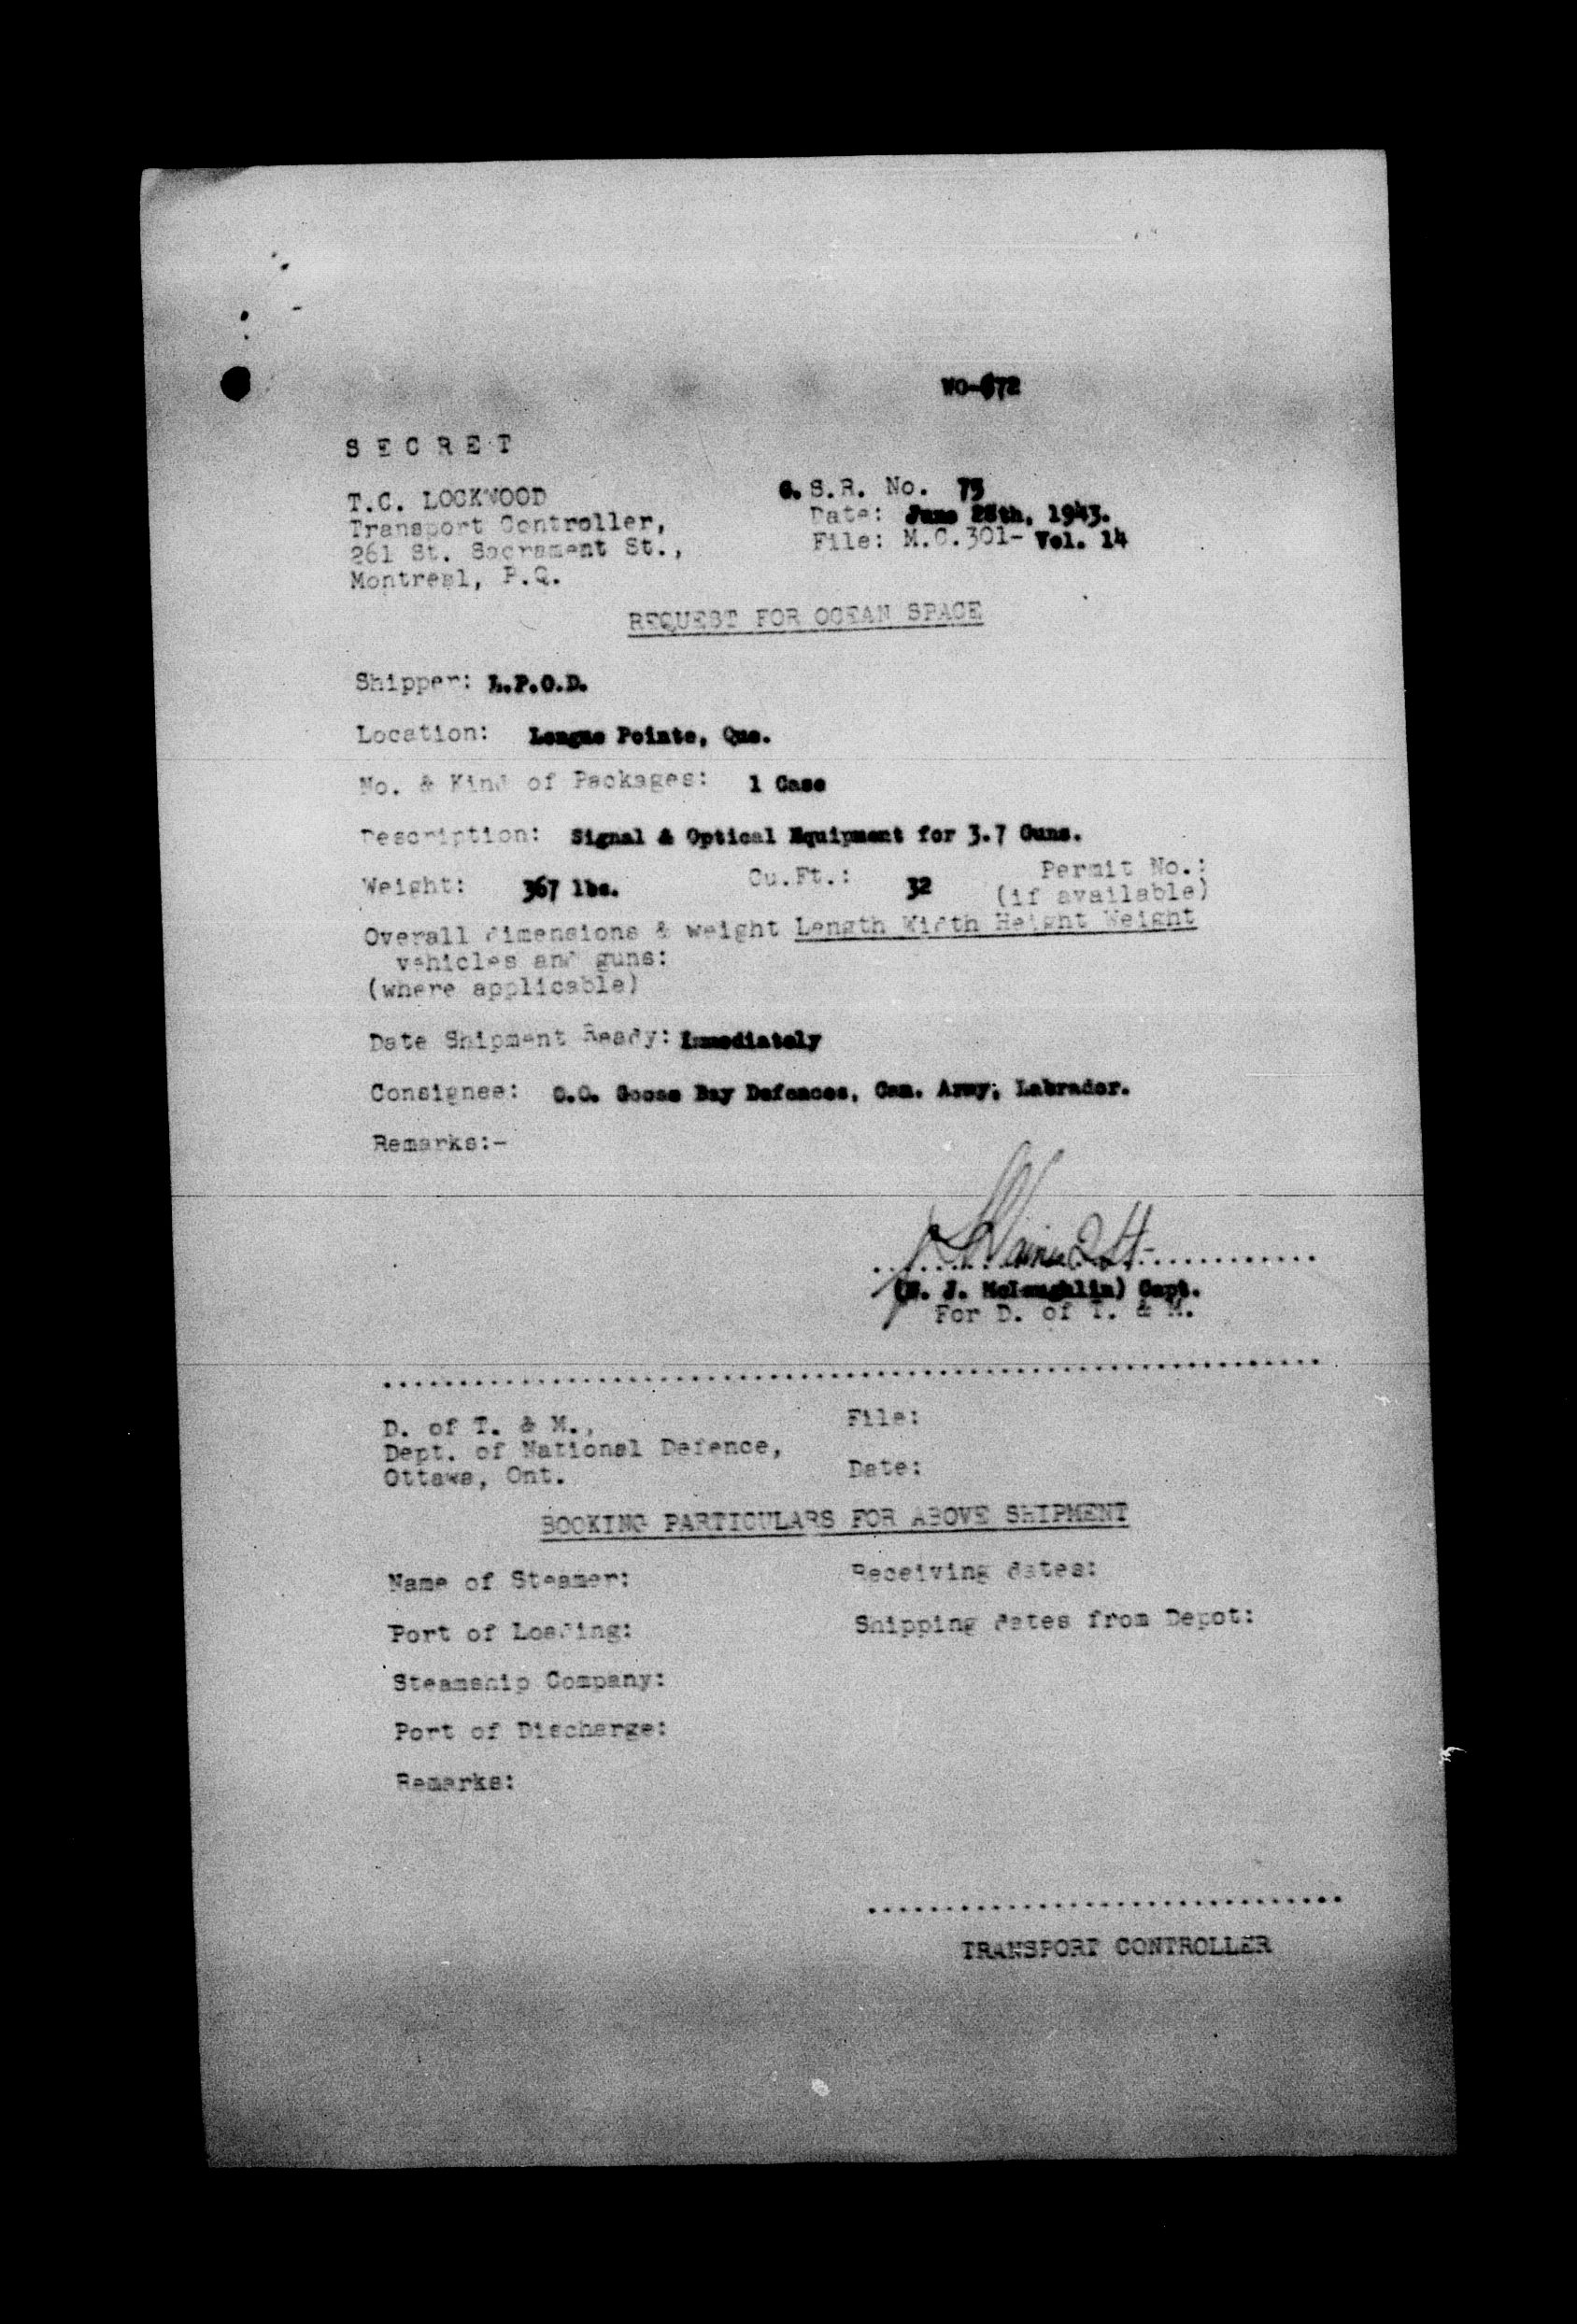 S E C R E T
T.C. LOCKWOOD
Transport Controller,
261 St. Sacrament St.,
Montreal, P.Q.
G. S.R. No. 75
Date: June 28th, 1943.
File: M.C.301- Vol. 14
REQUEST FOR OCEAN SPACE
Shipper: L.P.O.D.
Location: Longue Pointe, Que.
No. & Kind of Packages: 1 Case
Description: Signal & Optical Equipment for 3.7 Guns.
Weight: 367 lbs. Cu.Ft.: 32 Permit No.:
(if available)
Overall dimensions & weight Length Width Height Weight
vehicles and guns:
(where applicable)
Date Shipment Ready: Immediately
Consignee: O.C. Goose Bay Defences, Can. Army, Labrador.
Remarks:-
J. McLaughlin) Capt.
For D. of T. & M.
D. of T. & M.,
Dept. of National Defence,
Ottawa, Ont.
File:
Date:
BOOKING PARTICULARS FOR ABOVE SHIPMENT
Name of Steamer: Receiving dates:
Port of Loading: Shipping dates from Depot:
Steamship Company:
Port of Discharge:
Remarks:
TRANSPORT CONTROLLER